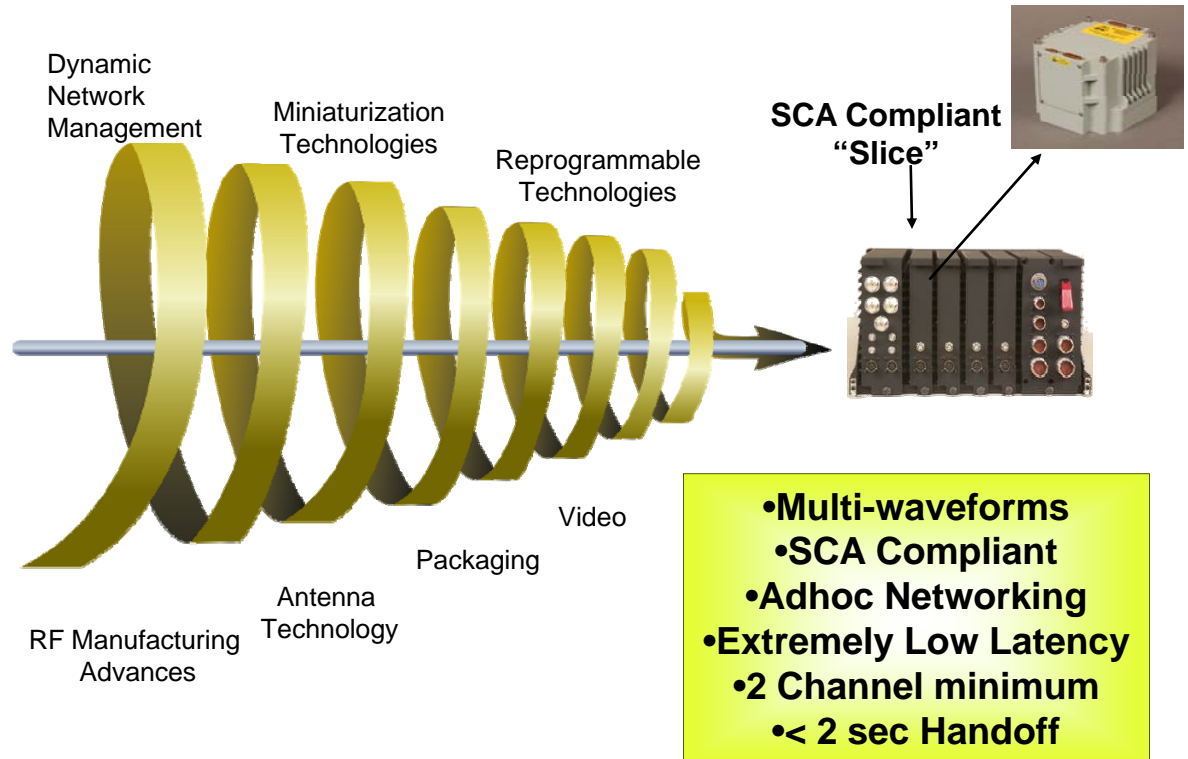 Dynamic
Network
Management
Miniaturization
Technologies
Reprogrammable
Technologies
SCA Compliant
“Slice”
RF Manufacturing
Advances
Antenna
Technology
Packaging
Video
•Multi-waveforms
•SCA Compliant
•Adhoc Networking
•Extremely Low Latency
•2 Channel minimum
•< 2 sec Handoff